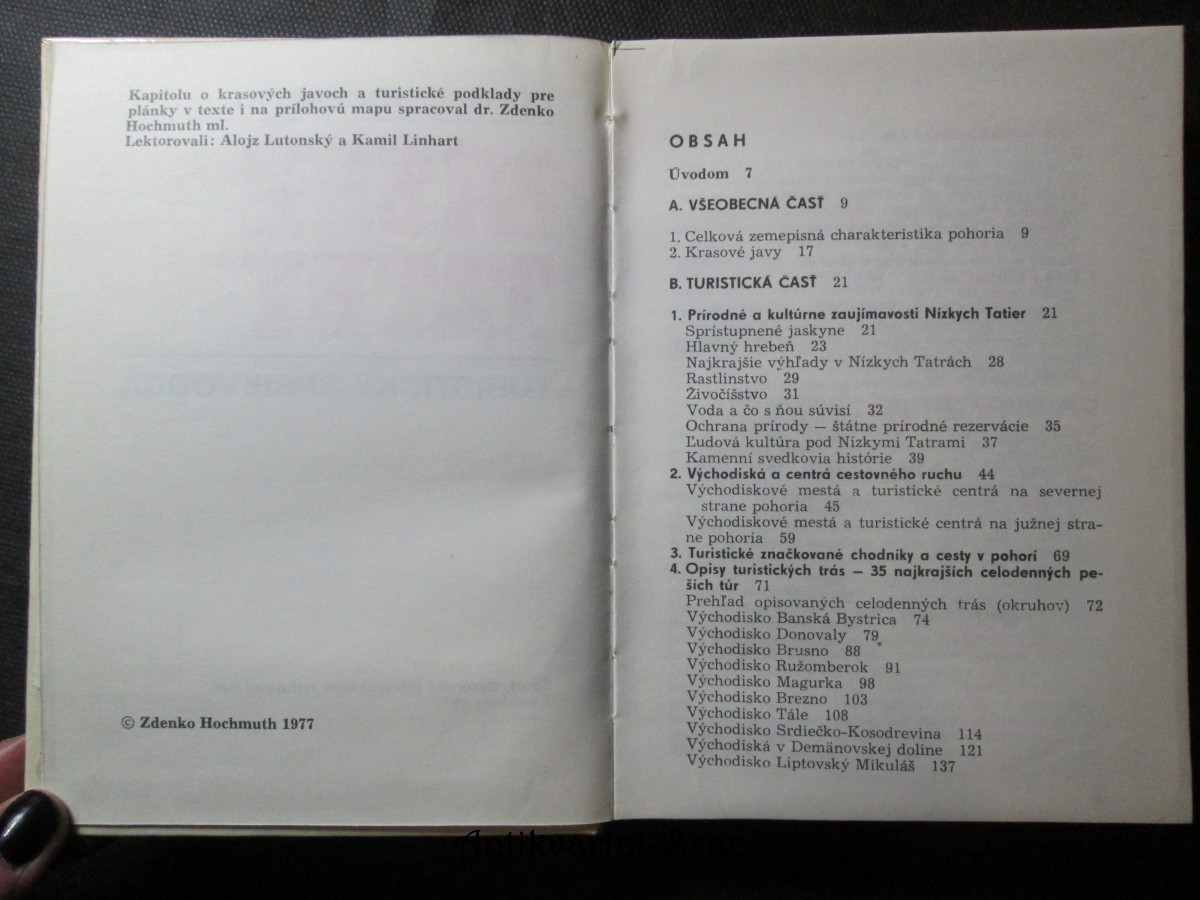 Kapitolu o krasových javoch a turistické podklady pre
plánky v texte i na prílohovú mapu spracoval dr. Zdenko
Hochmuth ml.
Lektorovali: Alojz Lutonský a Kamil Linhart
© Zdenko Hochmuth 1977
OBSAH
Úvodom 7
A. VŠEOBECNÁ ČASŤ 9
1. Celková zemepisná charakteristika pohoria 9
2. Krasové javy 17
B. TURISTICKÁ ČASŤ 21
1. Prírodné a kultúrne zaujímavosti Nízkych Tatier 21
Sprístupnené jaskyne 21
Hlavný hrebeň 23
Najkrajšie výhľady v Nízkych Tatrách 28
Rastlinstvo 29
Živočíšstvo 31
Voda a čo s ňou súvisí 32
Ochrana prírody — štátne prírodné rezervácie 35
Ľudová kultúra pod Nízkymi Tatrami 37
Kamenní svedkovia histórie 39
2. Východiská a centrá cestovného ruchu 44
Východiskové mestá a turistické centrá na severnej
strane pohoria 45
Východiskové mestá a turistické centrá na južnej stra-
ne pohoria 59
3. Turistické značkované chodníky a cesty v pohorí 69
4. Opisy turistických trás — 35 najkrajších celodenných pe-
ších túr 71
Prehľad opisovaných celodenných trás (okruhov) 72
Východisko Banská Bystrica 74
Východisko Donovaly 79
Východisko Brusno 88
Východisko Ružomberok 91
Východisko Magurka 98
Východisko Brezno 103
Východisko Tále 108
Východisko Srdiečko-Kosodrevina 114
Východiská v Demänovskej doline 121
Východisko Liptovský Mikuláš 137
Antikvariat Brno